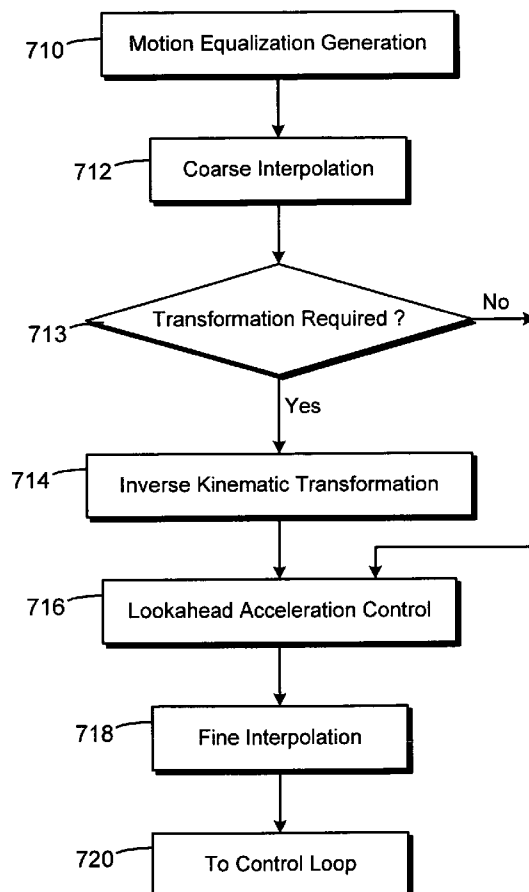 710
Motion Equalization Generation
712
Coarse Interpolation
713
Transformation Required ?
No
Yes
714
Inverse Kinematic Transformation
716
Lookahead Acceleration Control
718
Fine Interpolation
720
To Control Loop